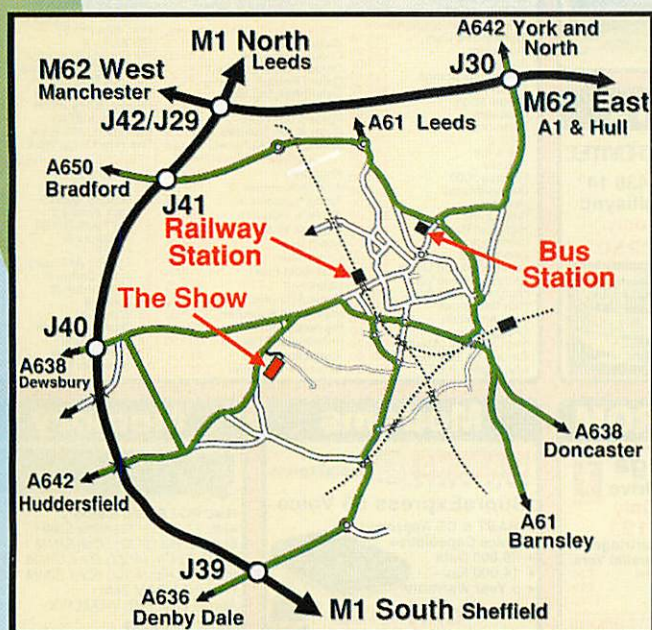 A642 York and
North
M1 North
Leeds
J30
M62 West
Manchester
J42/J29
M62 East
A1 & Hull
A61 Leeds
A650
Bradford
J41
Railway
Station
Bus
Station
The Show
J40
A638
Dewsbury
A638
Doncaster
A642
Huddersfield
A61
Barnsley
J39
A636
Denby Dale
M1 South Sheffield